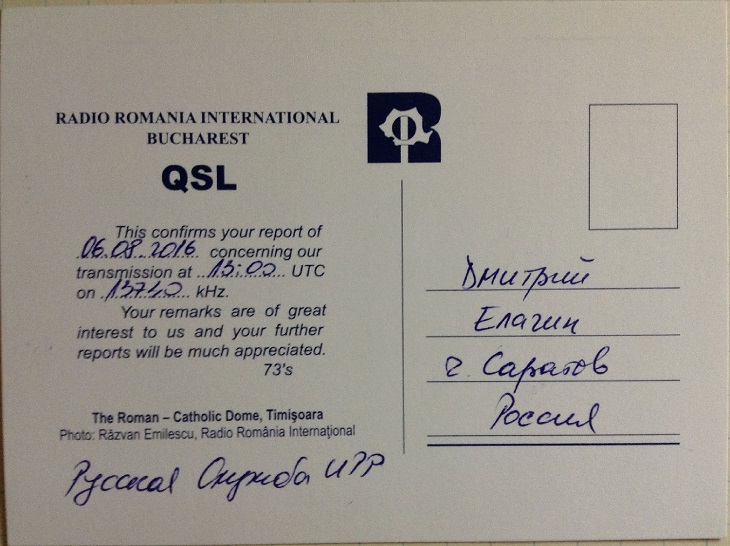 RADIO ROMANIA INTERNATIONAL
BUCHAREST
QSL
This confirms your report of
06.08.2016 concerning our
transmission at 13:00 UTC
on kHz.
Your remarks are of great
interest to us and your further
reports will be much appreciated.
73's
The Roman – Catholic Dome, Timişoara
Photo: Răzvan Emilescu, Radio România Internaţional
Русская Служба ИРР
Дмитрий
Елагин
г. Саратов
Россия